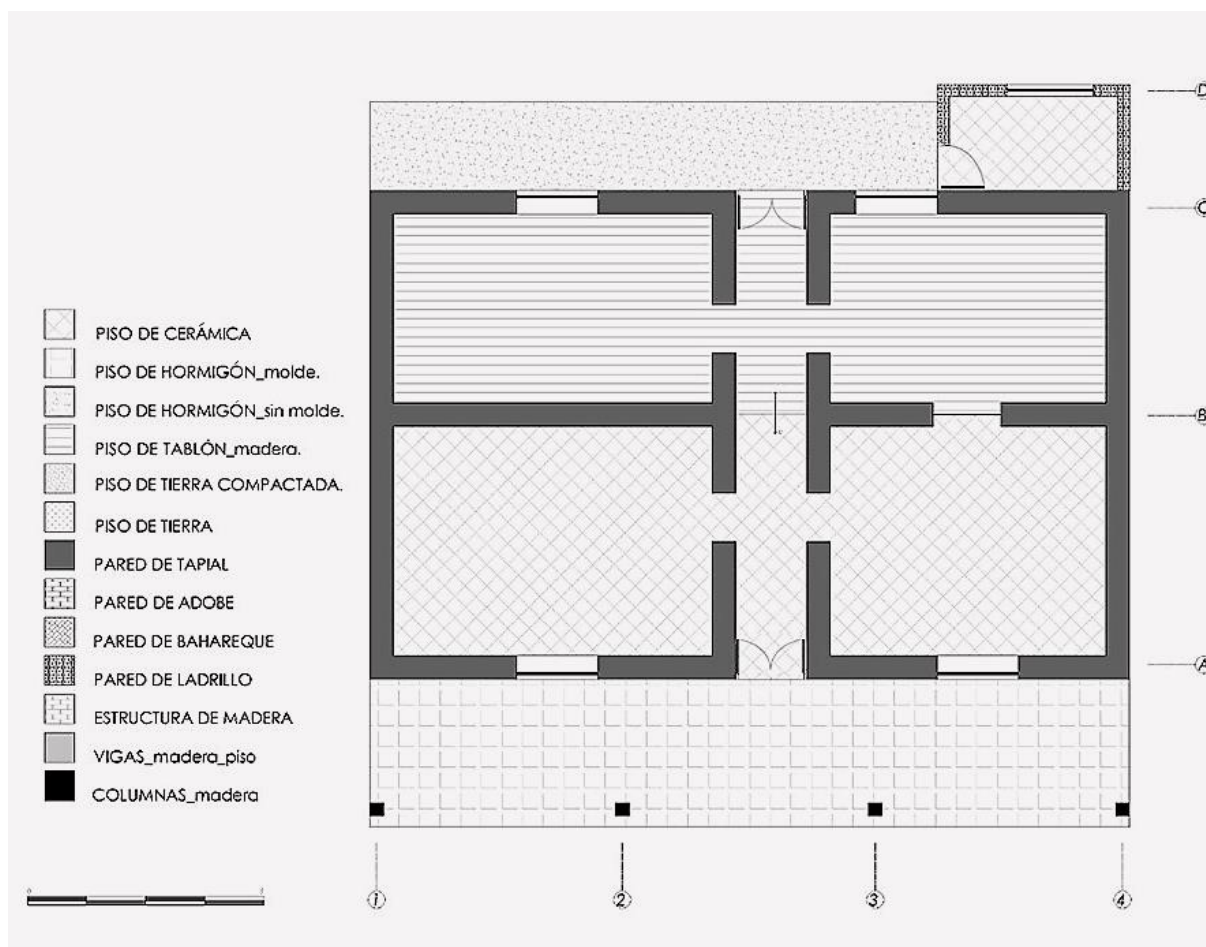 D
C
PISO DE CERÁMICA
PISO DE HORMIGÓN_molde.
PISO DE HORMIGÓN_sin molde.
B
PISO DE TABLÓN_madera.
PISO DE TIERRA COMPACTADA.
PISO DE TIERRA
PARED DE TAPIAL
PARED DE ADOBE
PARED DE BAHAREQUE
A
PARED DE LADRILLO
ESTRUCTURA DE MADERA
VIGAS_madera_piso
COLUMNAS_madera
1 2 3 4